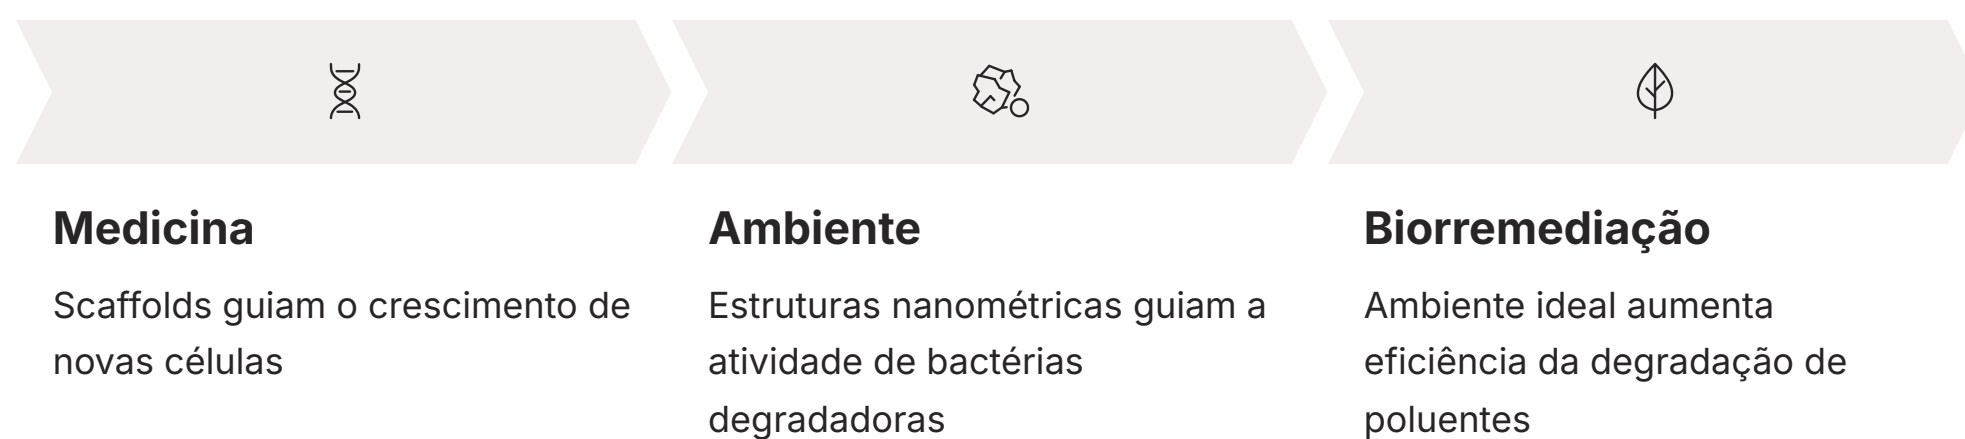 Medicina
Scaffolds guiam o crescimento de
novas células
Ambiente
Estruturas nanométricas guiam a
atividade de bactérias
degradadoras
Biorremediação
Ambiente ideal aumenta
eficiência da degradação de
poluentes